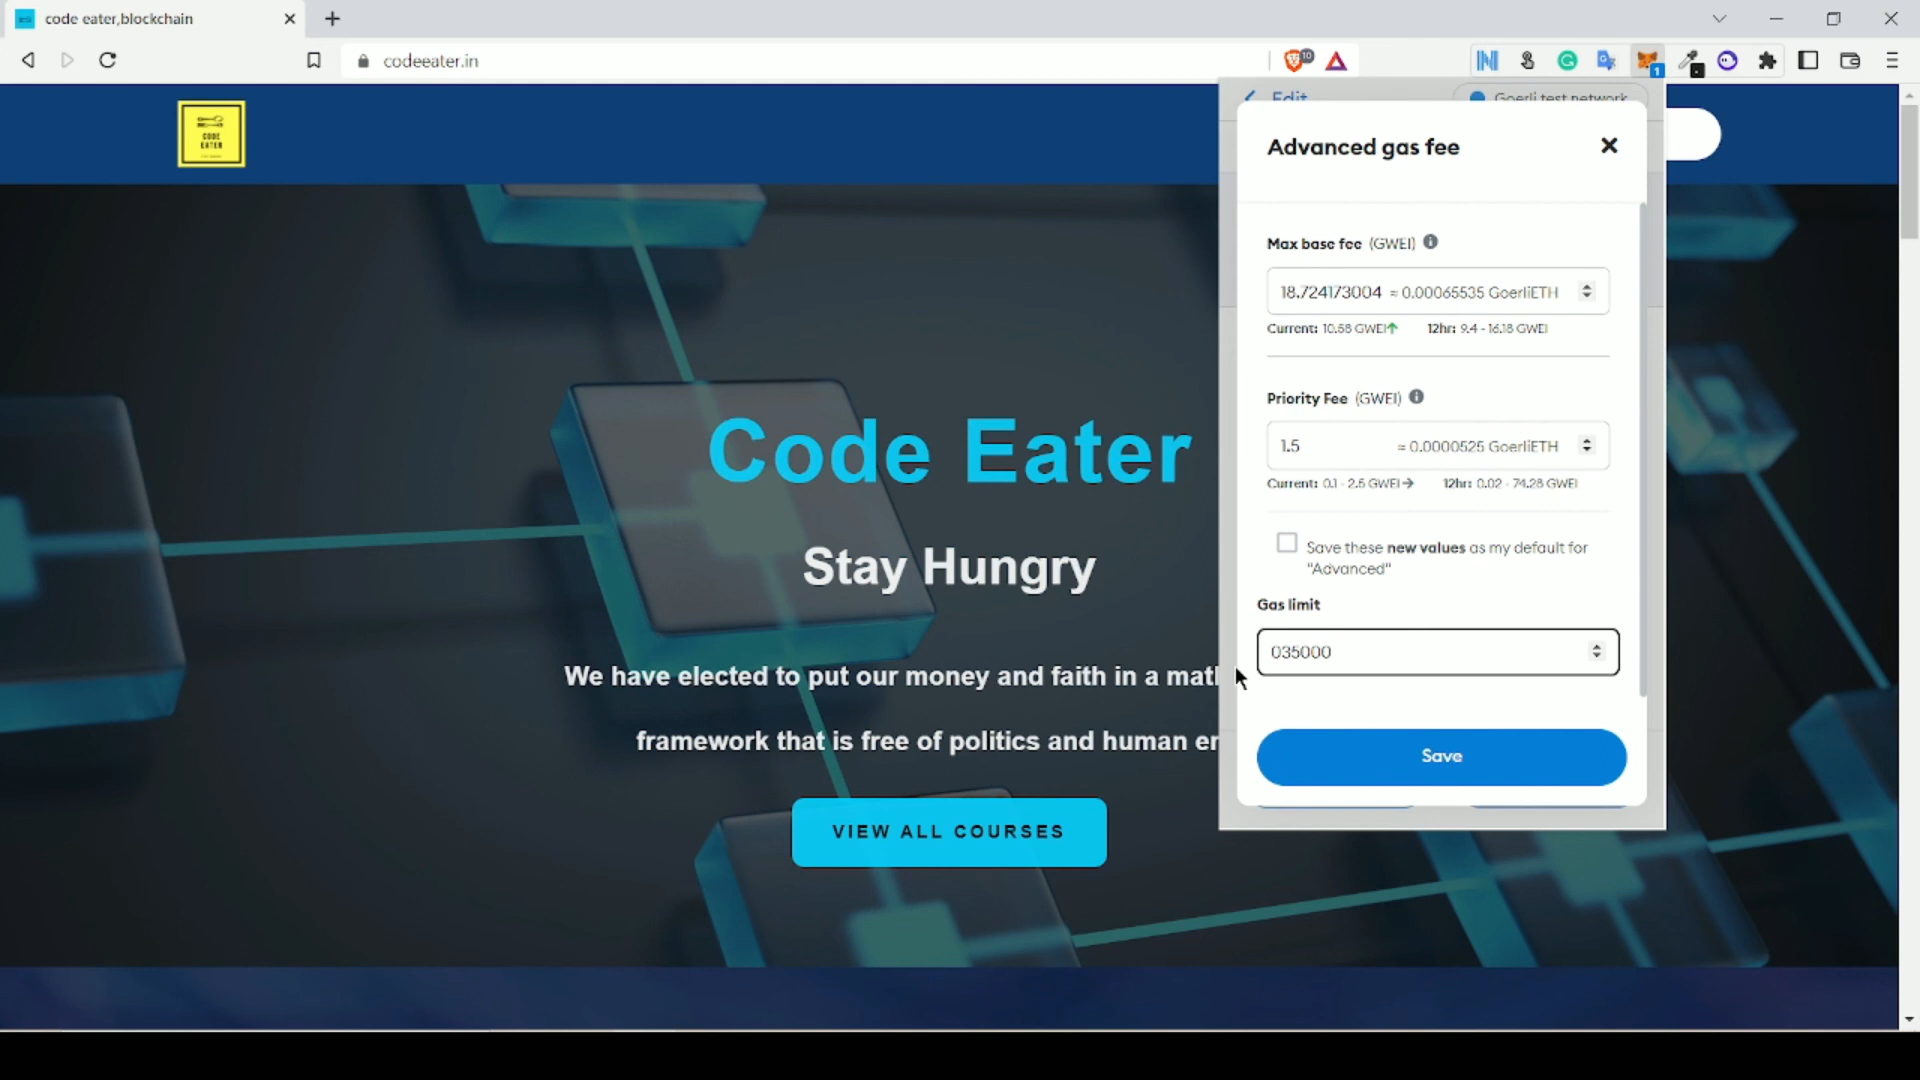 code eater,blockchain
codeeater.in
10
1
CODE
EATER
Edit
Goerli test network
Advanced gas fee
Max base fee (GWEI)
18.724173004 ≈ 0.00065535 GoerliETH
Current: 10.58 GWEI↑ 12hr: 9.4 - 16.18 GWEI
Priority Fee (GWEI)
1.5 ≈ 0.0000525 GoerliETH
Current: 0.1 - 2.5 GWEI→ 12hr: 0.02 - 74.28 GWEI
Save these new values as my default for
"Advanced"
Gas limit
035000
Save
Code Eater
Stay Hungry
We have elected to put our money and faith in a mat
framework that is free of politics and human er
VIEW ALL COURSES